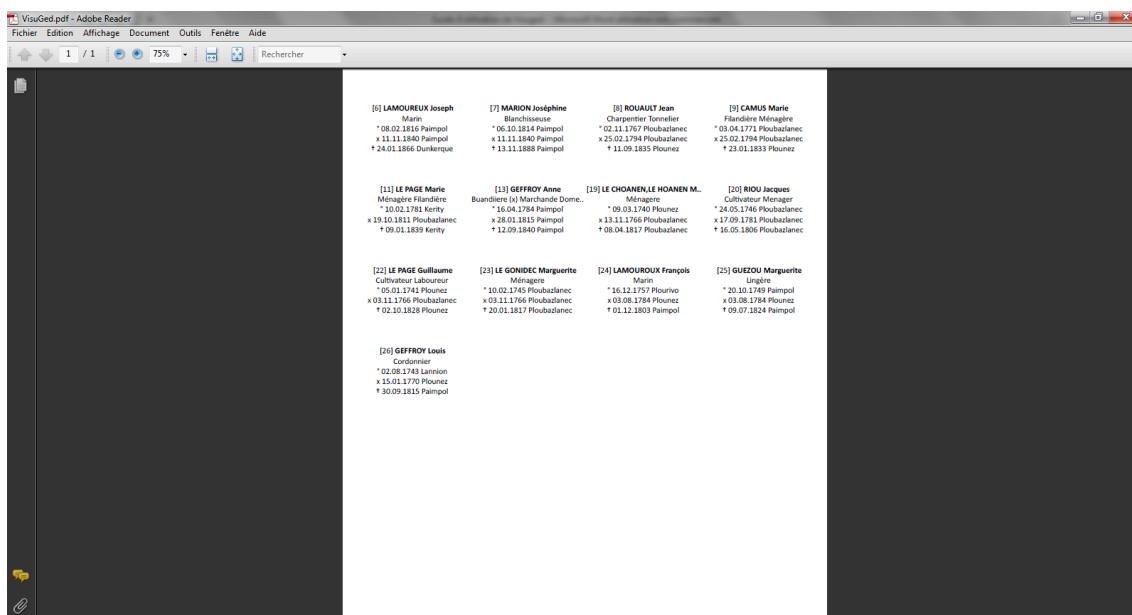 VisuGed.pdf - Adobe Reader
Fichier Edition Affichage Document Outils Fenêtre Aide
1 / 1 75% Rechercher
[6] LAMOUREUX Joseph
Marin
° 08.02.1816 Paimpol
x 11.11.1840 Paimpol
† 24.01.1866 Dunkerque
[7] MARION Joséphine
Blanchisseuse
° 06.10.1814 Paimpol
x 11.11.1840 Paimpol
† 13.11.1888 Paimpol
[8] ROUAULT Jean
Charpentier Tonnelier
° 02.11.1767 Ploubazlanec
x 25.02.1794 Ploubazlanec
† 11.09.1835 Plounez
[9] CAMUS Marie
Filandière Ménagère
° 03.04.1771 Ploubazlanec
x 25.02.1794 Ploubazlanec
† 23.01.1833 Plounez
[11] LE PAGE Marie
Ménagère Filandière
° 10.02.1781 Kerity
x 19.10.1811 Ploubazlanec
† 09.01.1839 Kerity
[13] GEFFROY Anne
Buandiiere (x) Marchande Dome..
° 16.04.1784 Paimpol
x 28.01.1815 Paimpol
† 12.09.1840 Paimpol
[19] LE CHOANEN,LE HOANEN M..
Ménagere
° 09.03.1740 Plounez
x 13.11.1766 Ploubazlanec
† 08.04.1817 Ploubazlanec
[20] RIOU Jacques
Cultivateur Menager
° 24.05.1746 Ploubazlanec
x 17.09.1781 Ploubazlanec
† 16.05.1806 Ploubazlanec
[22] LE PAGE Guillaume
Cultivateur Laboureur
° 05.01.1741 Plounez
x 03.11.1766 Ploubazlanec
† 02.10.1828 Plounez
[23] LE GONIDEC Marguerite
Ménagere
° 10.02.1745 Ploubazlanec
x 03.11.1766 Ploubazlanec
† 20.01.1817 Ploubazlanec
[24] LAMOUROUX François
Marin
° 16.12.1757 Plourivo
x 03.08.1784 Plounez
† 01.12.1803 Paimpol
[25] GUEZOU Marguerite
Lingère
° 20.10.1749 Paimpol
x 03.08.1784 Plounez
† 09.07.1824 Paimpol
[26] GEFFROY Louis
Cordonnier
° 02.08.1743 Lannion
x 15.01.1770 Plounez
† 30.09.1815 Paimpol